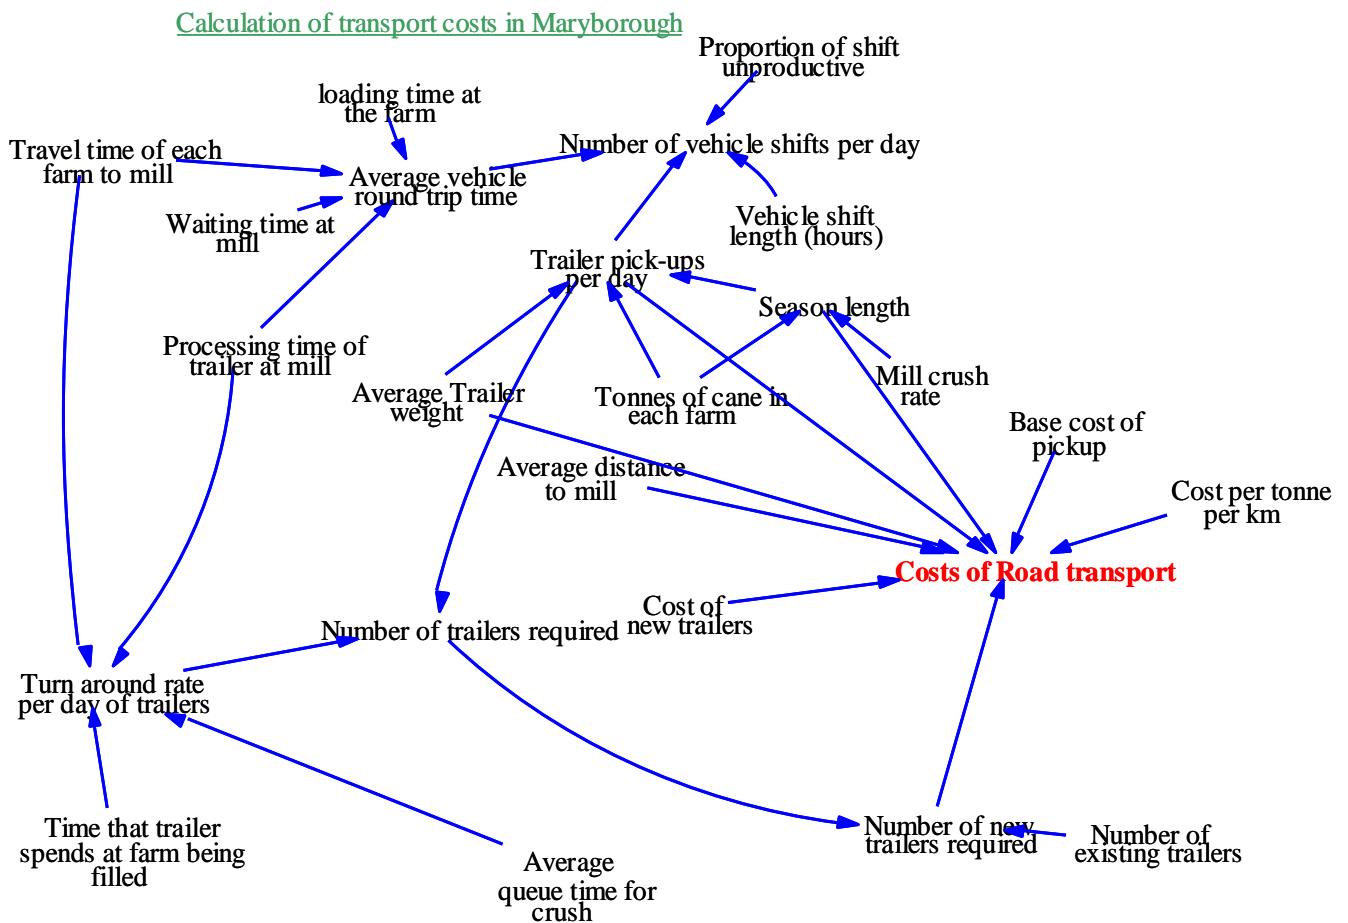 Calculation of transport costs in Maryborough
Proportion of shift
unproductive
loading time at
the farm
Travel time of each
farm to mill
Number of vehicle shifts per day
Average vehicle
round trip time
Waiting time at
mill
Vehicle shift
length (hours)
Trailer pick-ups
per day
Season length
Processing time of
trailer at mill
Average Trailer
weight
Tonnes of cane in
each farm
Mill crush
rate
Base cost of
pickup
Average distance
to mill
Cost per tonne
per km
Costs of Road transport
Cost of
new trailers
Number of trailers required
Turn around rate
per day of trailers
Time that trailer
spends at farm being
filled
Average
queue time for
crush
Number of new
trailers required
Number of
existing trailers